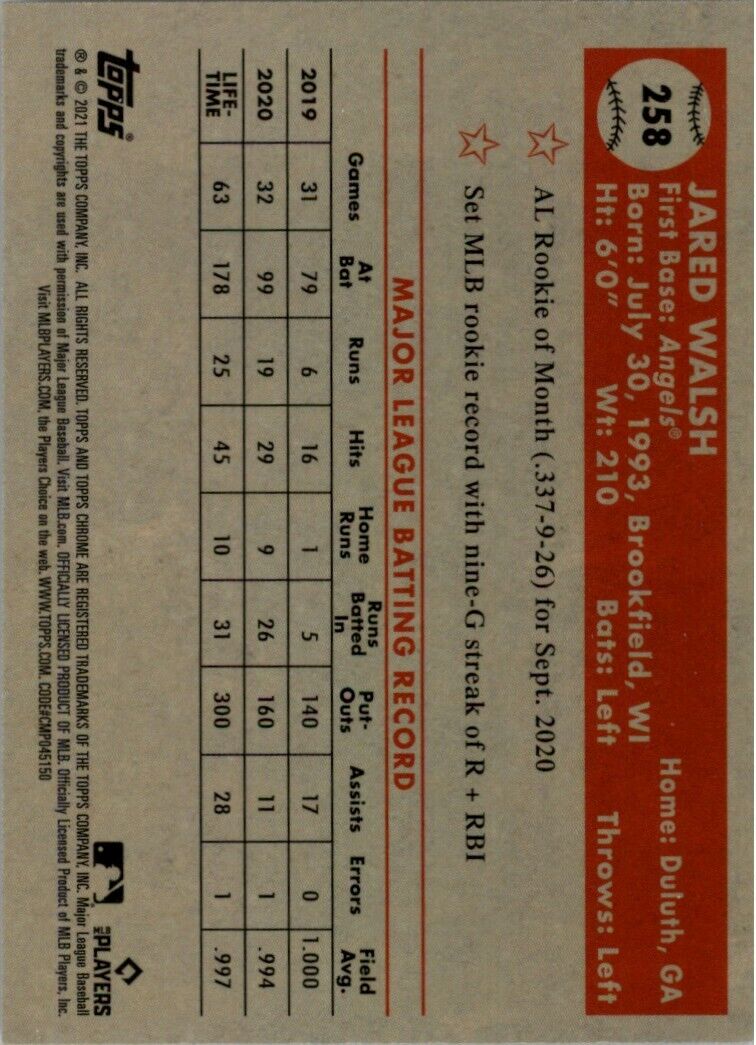 258
JARED WALSH
First Base: Angels® Home: Duluth, GA
Born: July 30, 1993, Brookfield, WI
Ht: 6'0" Wt: 210 Bats: Left Throws: Left
AL Rookie of Month (.337-9-26) for Sept. 2020
Set MLB rookie record with nine-G streak of R + RBI
MAJOR LEAGUE BATTING RECORD
Games At Bat Runs Hits Home Runs Runs Batted In Put-Outs Assists Errors Field Avg.
2019 31 79 6 16 1 5 140 17 0 1.000
2020 32 99 19 29 9 26 160 11 1 .994
LIFE-TIME 63 178 25 45 10 31 300 28 1 .997
topps® MLB PLAYERS
® & © 2021 THE TOPPS COMPANY, INC. ALL RIGHTS RESERVED. TOPPS AND TOPPS CHROME ARE REGISTERED TRADEMARKS OF THE TOPPS COMPANY, INC. Major League Baseball
trademarks and copyrights are used with permission of Major League Baseball. Visit MLB.com. OFFICIALLY LICENSED PRODUCT OF MLB. Officially Licensed Product of MLB Players, Inc.
Visit MLBPLAYERS.COM, the Players Choice on the web. WWW.TOPPS.COM. CODE#CMP045150